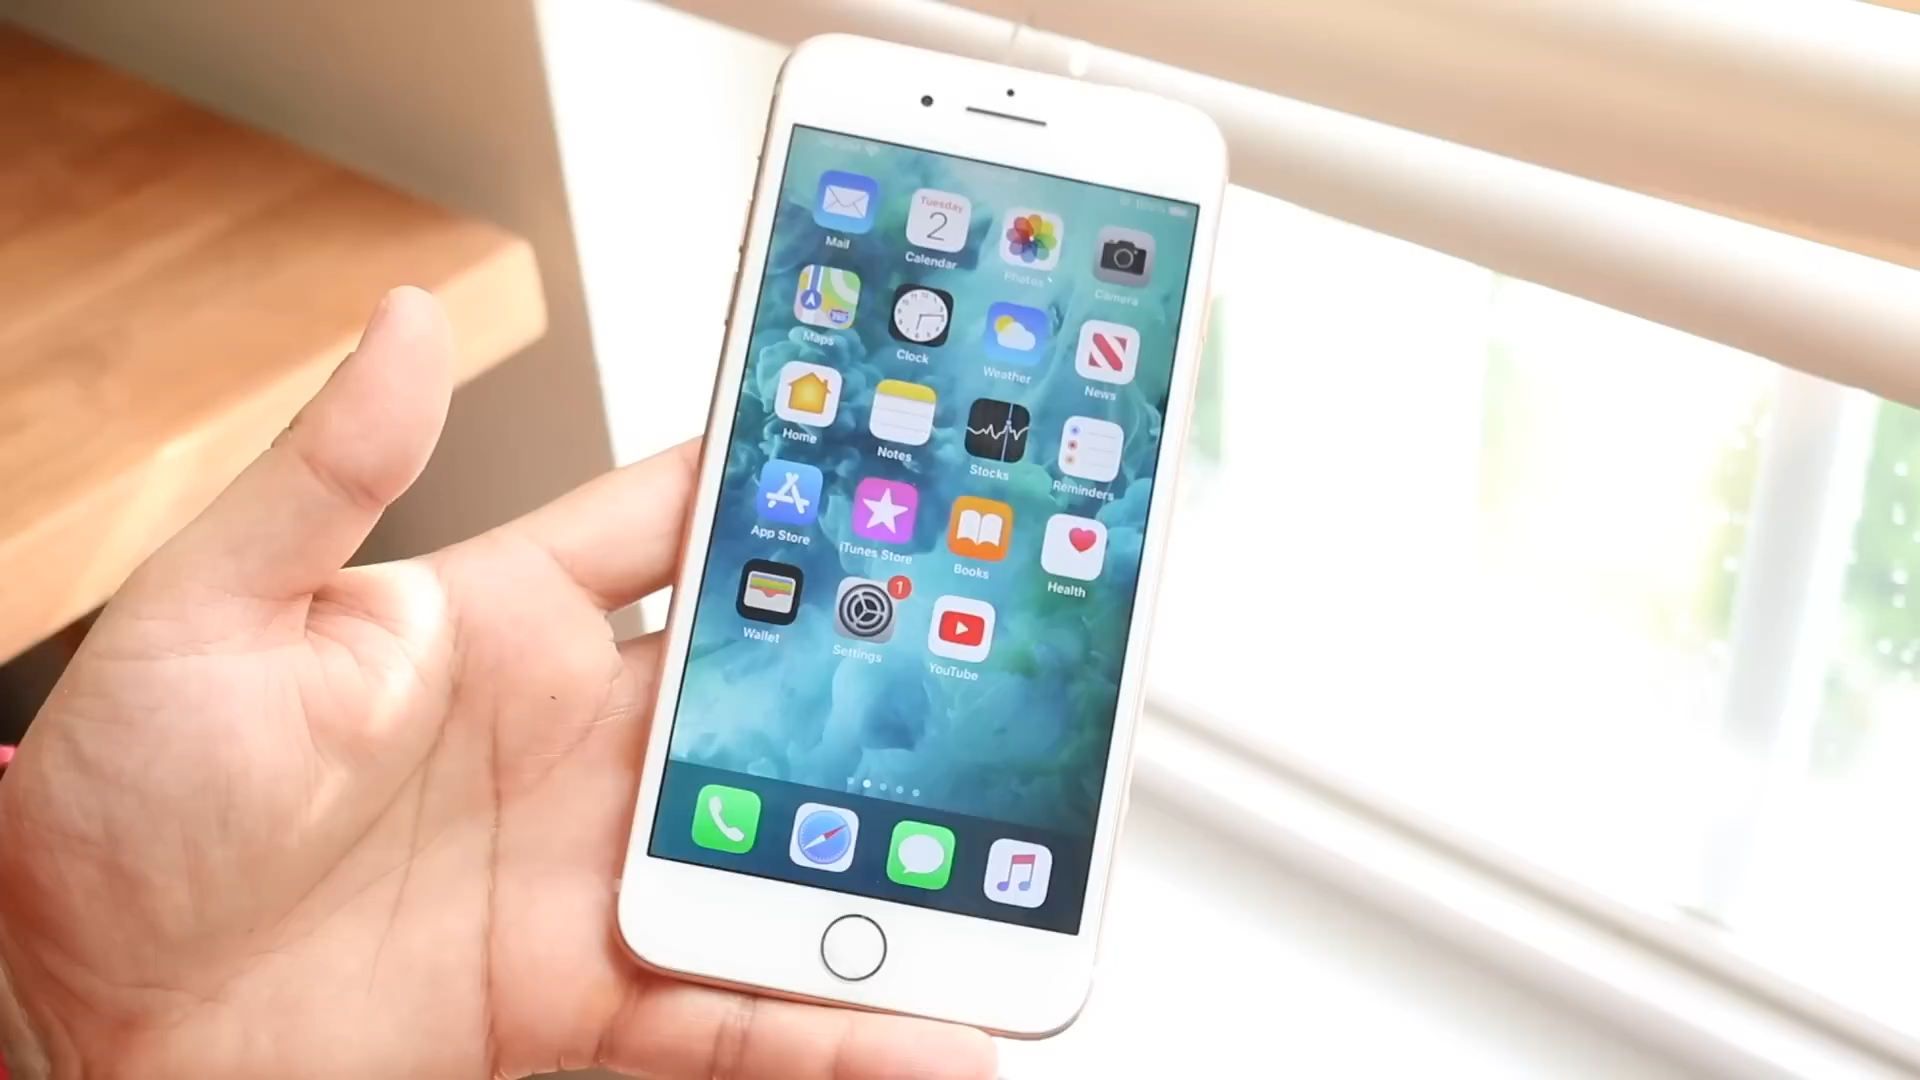 Mail
Tuesday
2
Calendar
Photos
Camera
Maps
Clock
Weather
News
Home
Notes
Stocks
Reminders
App Store
iTunes Store
Books
Health
Wallet
1
Settings
YouTube